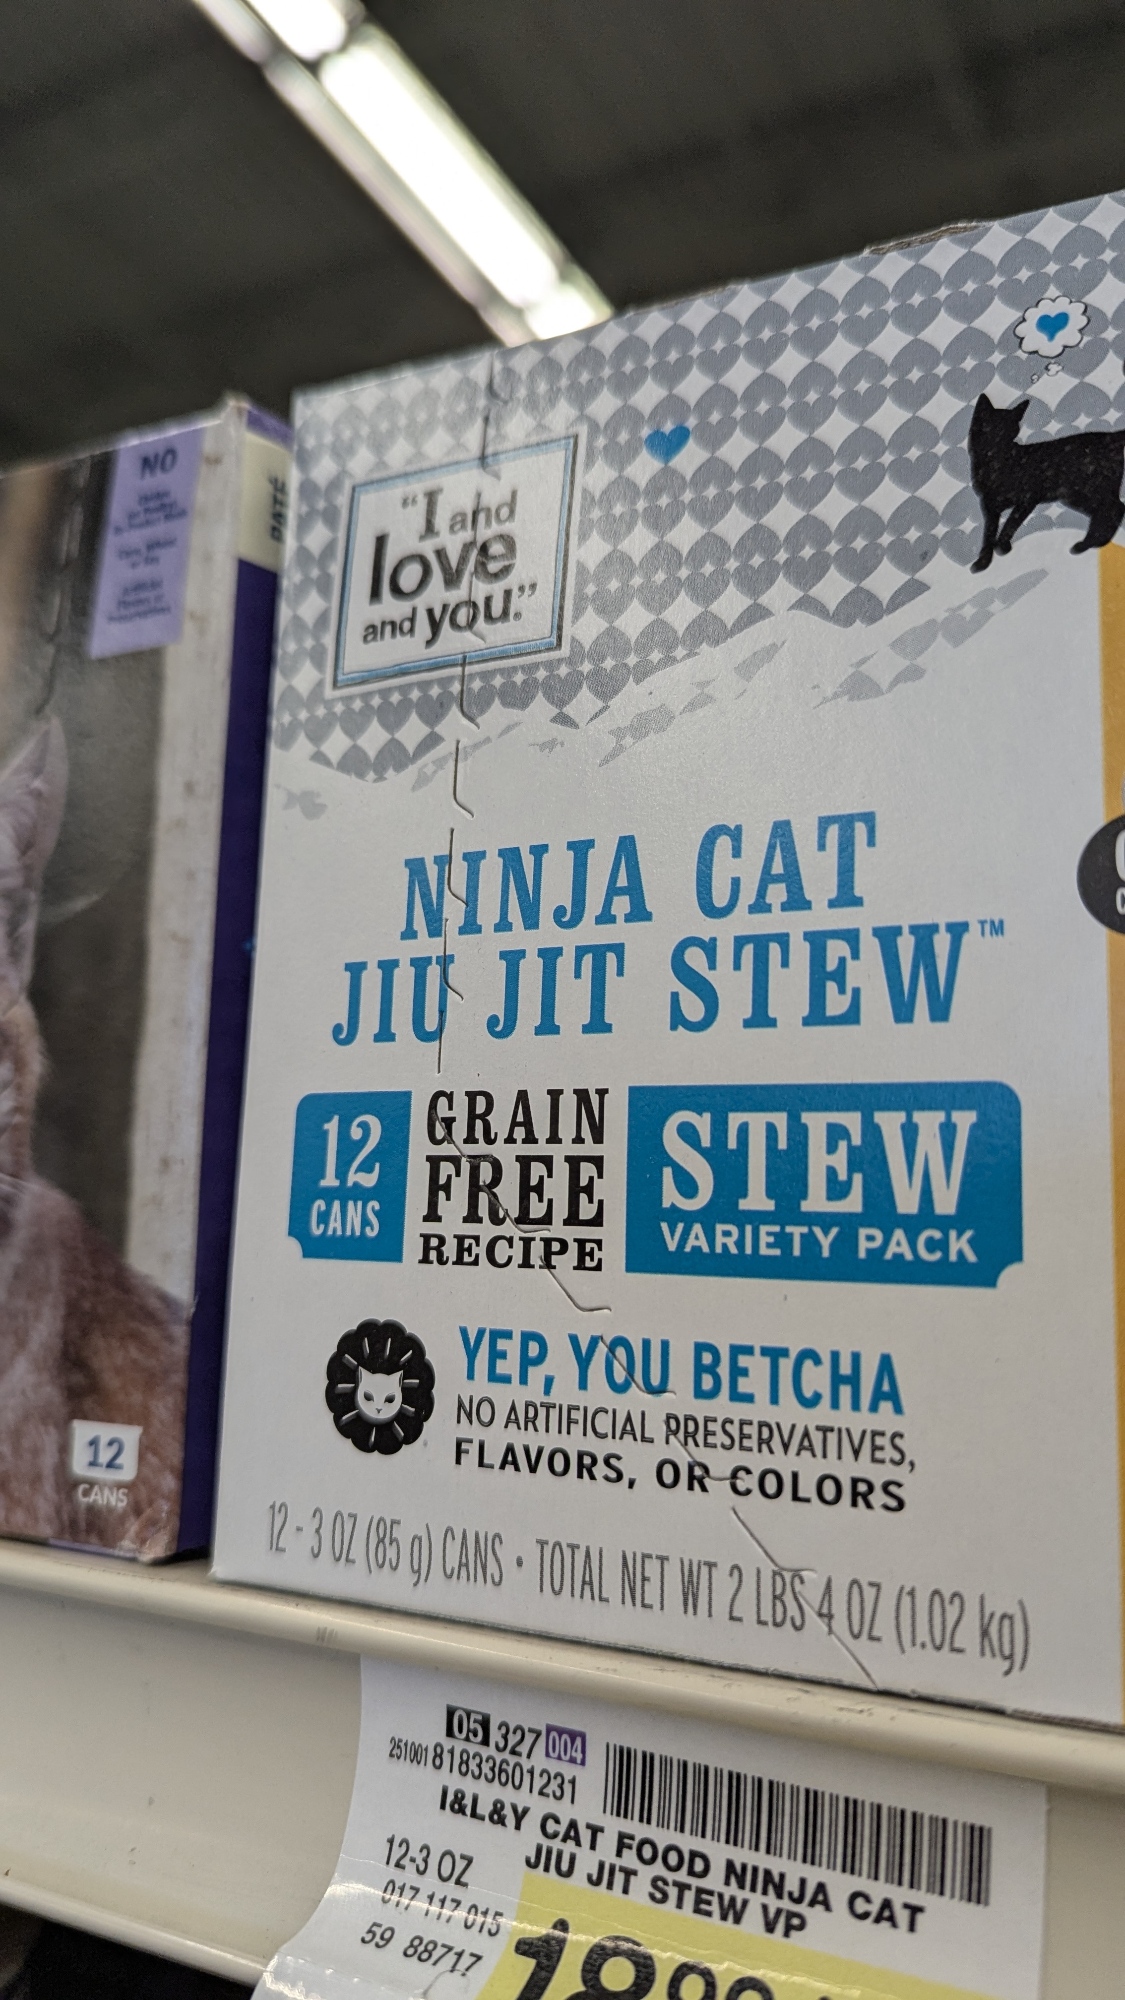 NO
PATÉ
12
CANS
“I and
love
and you.”
NINJA CAT
JIU JIT STEW™
12
CANS
GRAIN
FREE
RECIPE
STEW
VARIETY PACK
YEP, YOU BETCHA
NO ARTIFICIAL PRESERVATIVES,
FLAVORS, OR COLORS
12 - 3 OZ (85 g) CANS • TOTAL NET WT 2 LBS 4 OZ (1.02 kg)
05 327 004
251001 81833601231
I&L&Y CAT FOOD NINJA CAT
JIU JIT STEW VP
12-3 OZ
017 117 015
59 88717
18